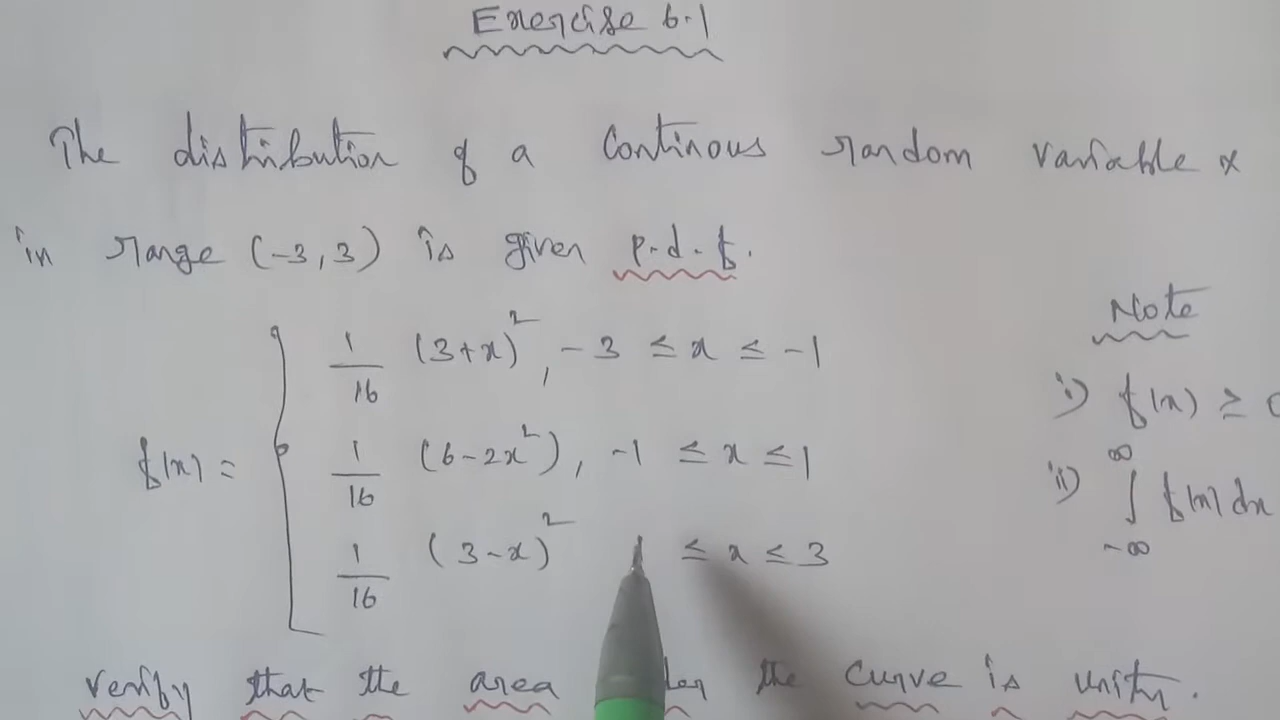 Exercise 6.1
The distribution of a continous random variable x
in range (-3,3) is given p.d.f.
f(x) =
1/16 (3+x)², -3 ≤ x ≤ -1
1/16 (6-2x²), -1 ≤ x ≤ 1
1/16 (3-x)² 1 ≤ x ≤ 3
Note
i) f(x) ≥ 0
ii) ∫_{-∞}^{∞} f(x) dx
verify that the area the curve is unity.